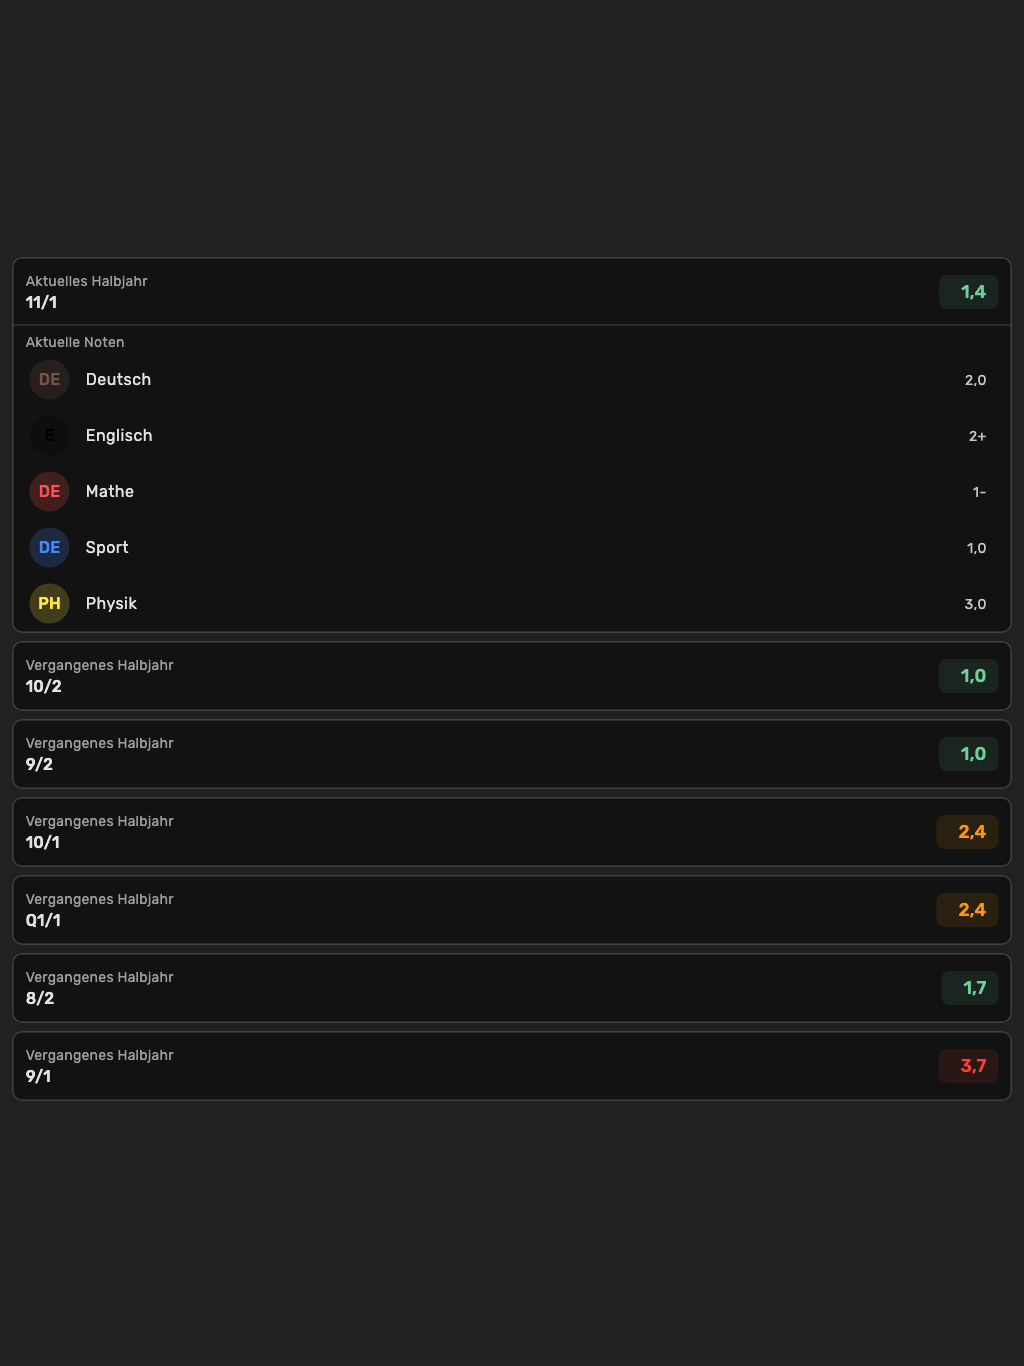 Aktuelles Halbjahr
11/1
1,4
Aktuelle Noten
DE Deutsch 2,0
E Englisch 2+
DE Mathe 1-
DE Sport 1,0
PH Physik 3,0
Vergangenes Halbjahr
10/2
1,0
Vergangenes Halbjahr
9/2
1,0
Vergangenes Halbjahr
10/1
2,4
Vergangenes Halbjahr
Q1/1
2,4
Vergangenes Halbjahr
8/2
1,7
Vergangenes Halbjahr
9/1
3,7